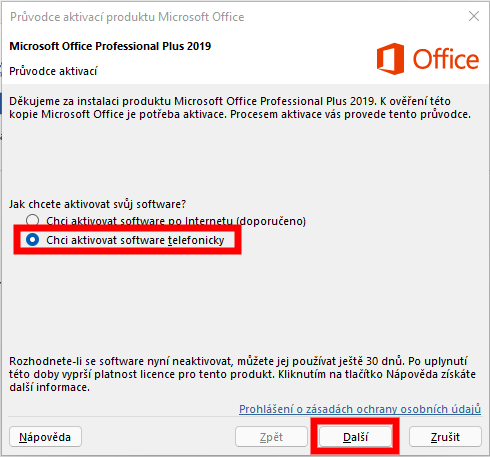 Průvodce aktivací produktu Microsoft Office
Microsoft Office Professional Plus 2019
Průvodce aktivací
Office
Děkujeme za instalaci produktu Microsoft Office Professional Plus 2019. K ověření této
kopie Microsoft Office je potřeba aktivace. Procesem aktivace vás provede tento průvodce.
Jak chcete aktivovat svůj software?
Chci aktivovat software po Internetu (doporučeno)
Chci aktivovat software telefonicky
Rozhodnete-li se software nyní neaktivovat, můžete jej používat ještě 30 dnů. Po uplynutí
této doby vyprší platnost licence pro tento produkt. Kliknutím na tlačítko Nápověda získáte
další informace.
Prohlášení o zásadách ochrany osobních údajů
Nápověda
Zpět
Další
Zrušit